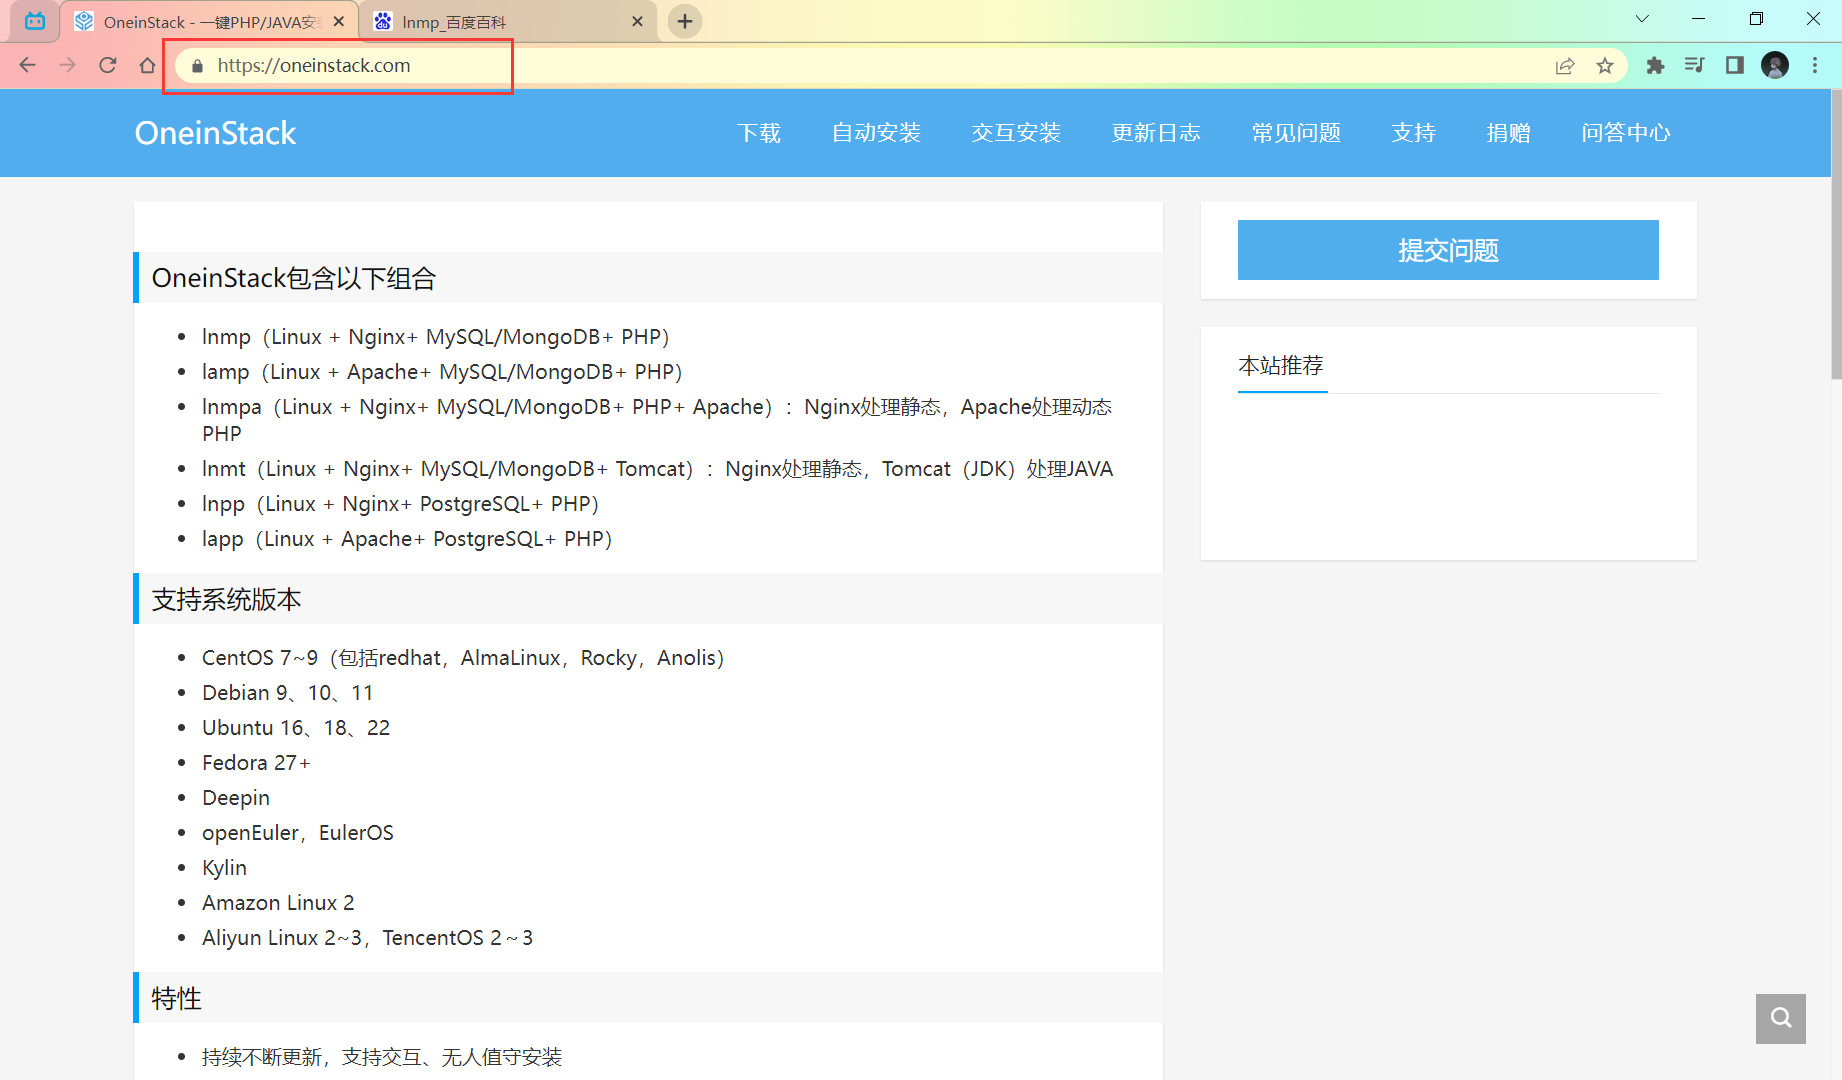 OneinStack - 一键PHP/JAVA安
lnmp_百度百科
https://oneinstack.com
OneinStack
下载
自动安装
交互安装
更新日志
常见问题
支持
捐赠
问答中心
OneinStack包含以下组合
lnmp（Linux + Nginx+ MySQL/MongoDB+ PHP）
lamp（Linux + Apache+ MySQL/MongoDB+ PHP）
lnmpa（Linux + Nginx+ MySQL/MongoDB+ PHP+ Apache）：Nginx处理静态，Apache处理动态
PHP
lnmt（Linux + Nginx+ MySQL/MongoDB+ Tomcat）：Nginx处理静态，Tomcat（JDK）处理JAVA
lnpp（Linux + Nginx+ PostgreSQL+ PHP）
lapp（Linux + Apache+ PostgreSQL+ PHP）
支持系统版本
CentOS 7~9（包括redhat，AlmaLinux，Rocky，Anolis）
Debian 9、10、11
Ubuntu 16、18、22
Fedora 27+
Deepin
openEuler，EulerOS
Kylin
Amazon Linux 2
Aliyun Linux 2~3，TencentOS 2～3
特性
持续不断更新，支持交互、无人值守安装
提交问题
本站推荐